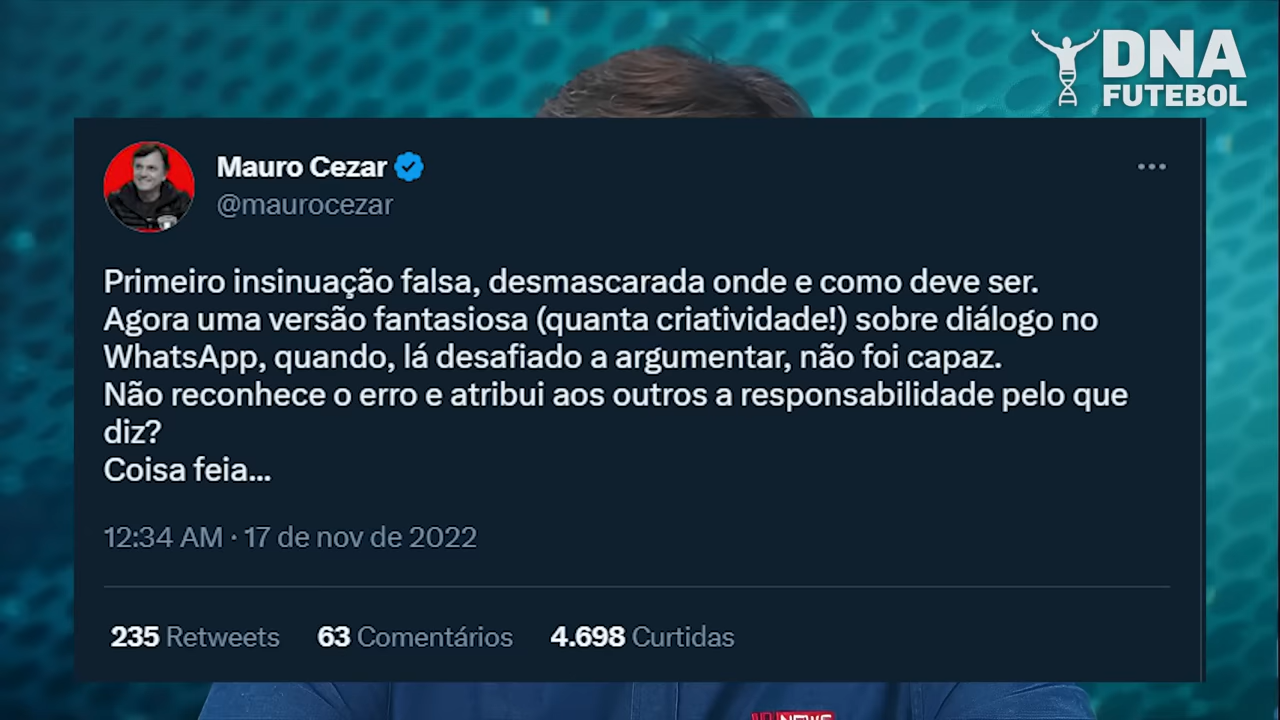 DNA
FUTEBOL
Mauro Cezar
@maurocezar
Primeiro insinuação falsa, desmascarada onde e como deve ser.
Agora uma versão fantasiosa (quanta criatividade!) sobre diálogo no
WhatsApp, quando, lá desafiado a argumentar, não foi capaz.
Não reconhece o erro e atribui aos outros a responsabilidade pelo que
diz?
Coisa feia...
12:34 AM · 17 de nov de 2022
235 Retweets 63 Comentários 4.698 Curtidas
NEWS